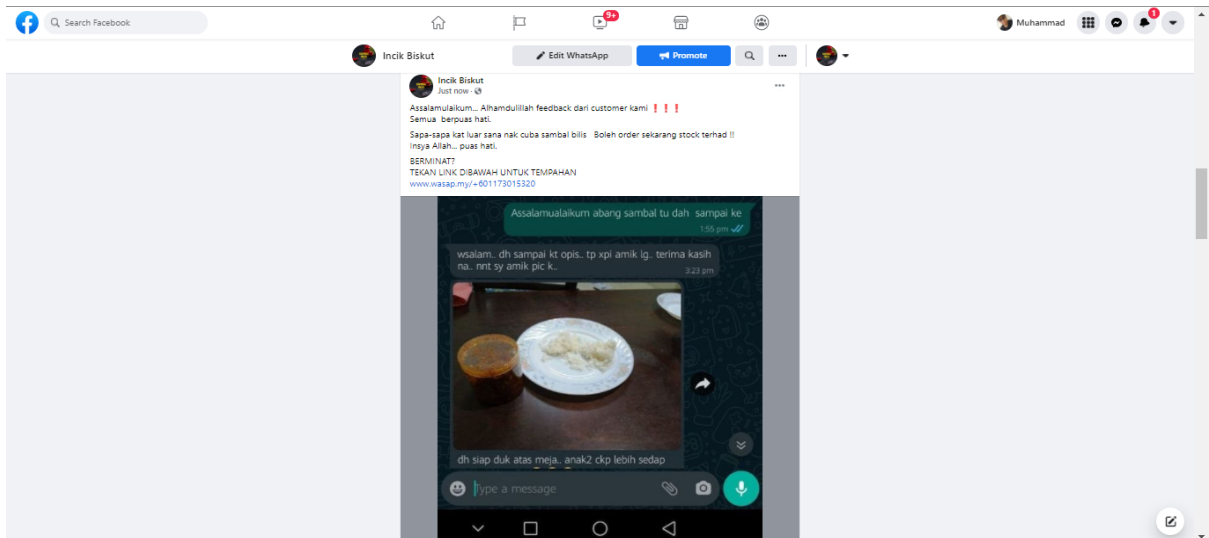 Search Facebook
9+
Muhammad
1
Incik Biskut
Edit WhatsApp
Promote
Incik Biskut
Just now
Assalamulaikum... Alhamdulillah feedback dari customer kami ❗❗❗
Semua berpuas hati.
Sapa-sapa kat luar sana nak cuba sambal bilis Boleh order sekarang stock terhad !!
Insya Allah... puas hati.
BERMINAT?
TEKAN LINK DIBAWAH UNTUK TEMPAHAN
www.wasap.my/+601173015320
Assalamualaikum abang sambal tu dah sampai ke
1:55 pm
wsalam.. dh sampai kt opis.. tp xpi amik lg.. terima kasih
na.. nnt sy amik pic k..
3:23 pm
dh siap duk atas meja.. anak2 ckp lebih sedap
Type a message